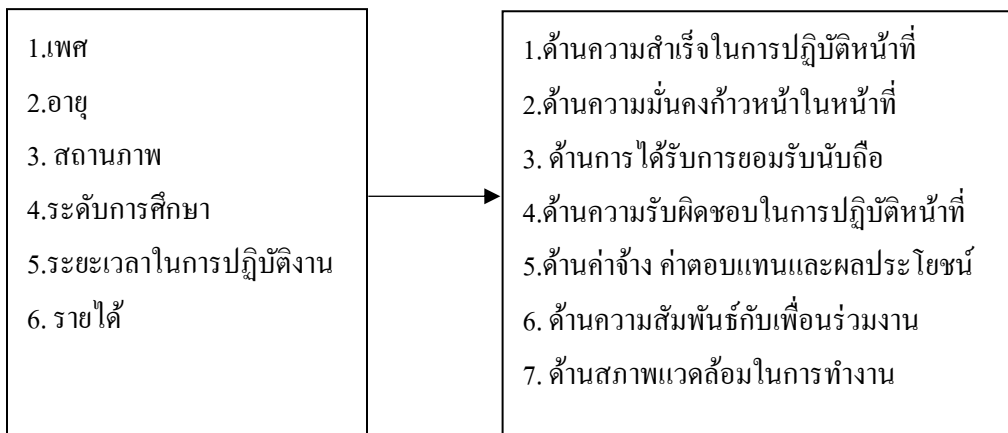 1.เพศ
2.อายุ
3. สถานภาพ
4.ระดับการศึกษา
5.ระยะเวลาในการปฏิบัติงาน
6. รายได้
1.ด้านความสำเร็จในการปฏิบัติหน้าที่
2.ด้านความมั่นคงก้าวหน้าในหน้าที่
3. ด้านการได้รับการยอมรับนับถือ
4.ด้านความรับผิดชอบในการปฏิบัติหน้าที่
5.ด้านค่าจ้าง ค่าตอบแทนและผลประโยชน์
6. ด้านความสัมพันธ์กับเพื่อนร่วมงาน
7. ด้านสภาพแวดล้อมในการทำงาน